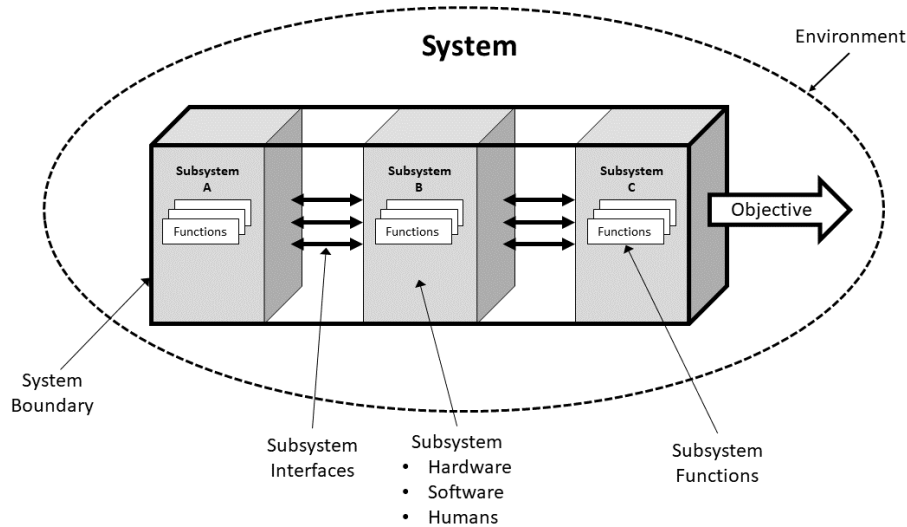 System
Environment
Subsystem
A
Functions
Subsystem
B
Functions
Subsystem
C
Functions
Objective
System
Boundary
Subsystem
Interfaces
Subsystem
• Hardware
• Software
• Humans
Subsystem
Functions